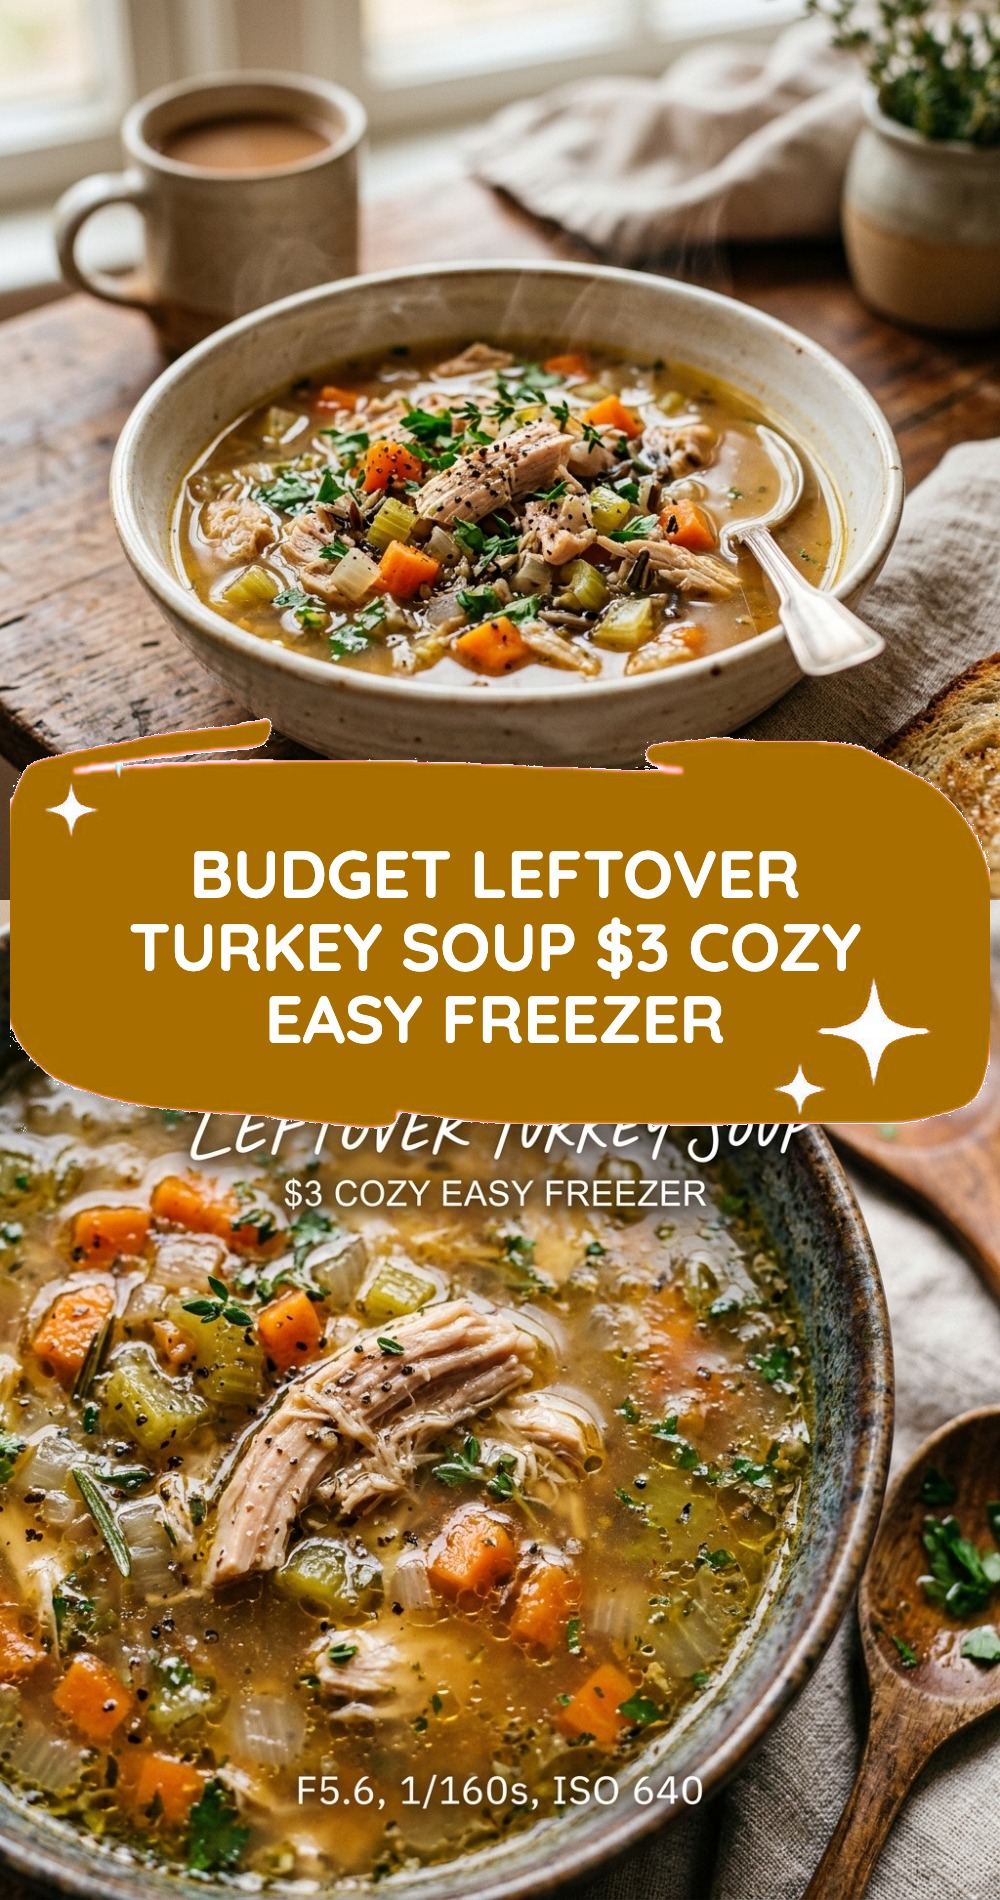 BUDGET LEFTOVER
TURKEY SOUP $3 COZY
EASY FREEZER
LEFTOVER TURKEY SOUP
$3 COZY EASY FREEZER
F5.6, 1/160s, ISO 640